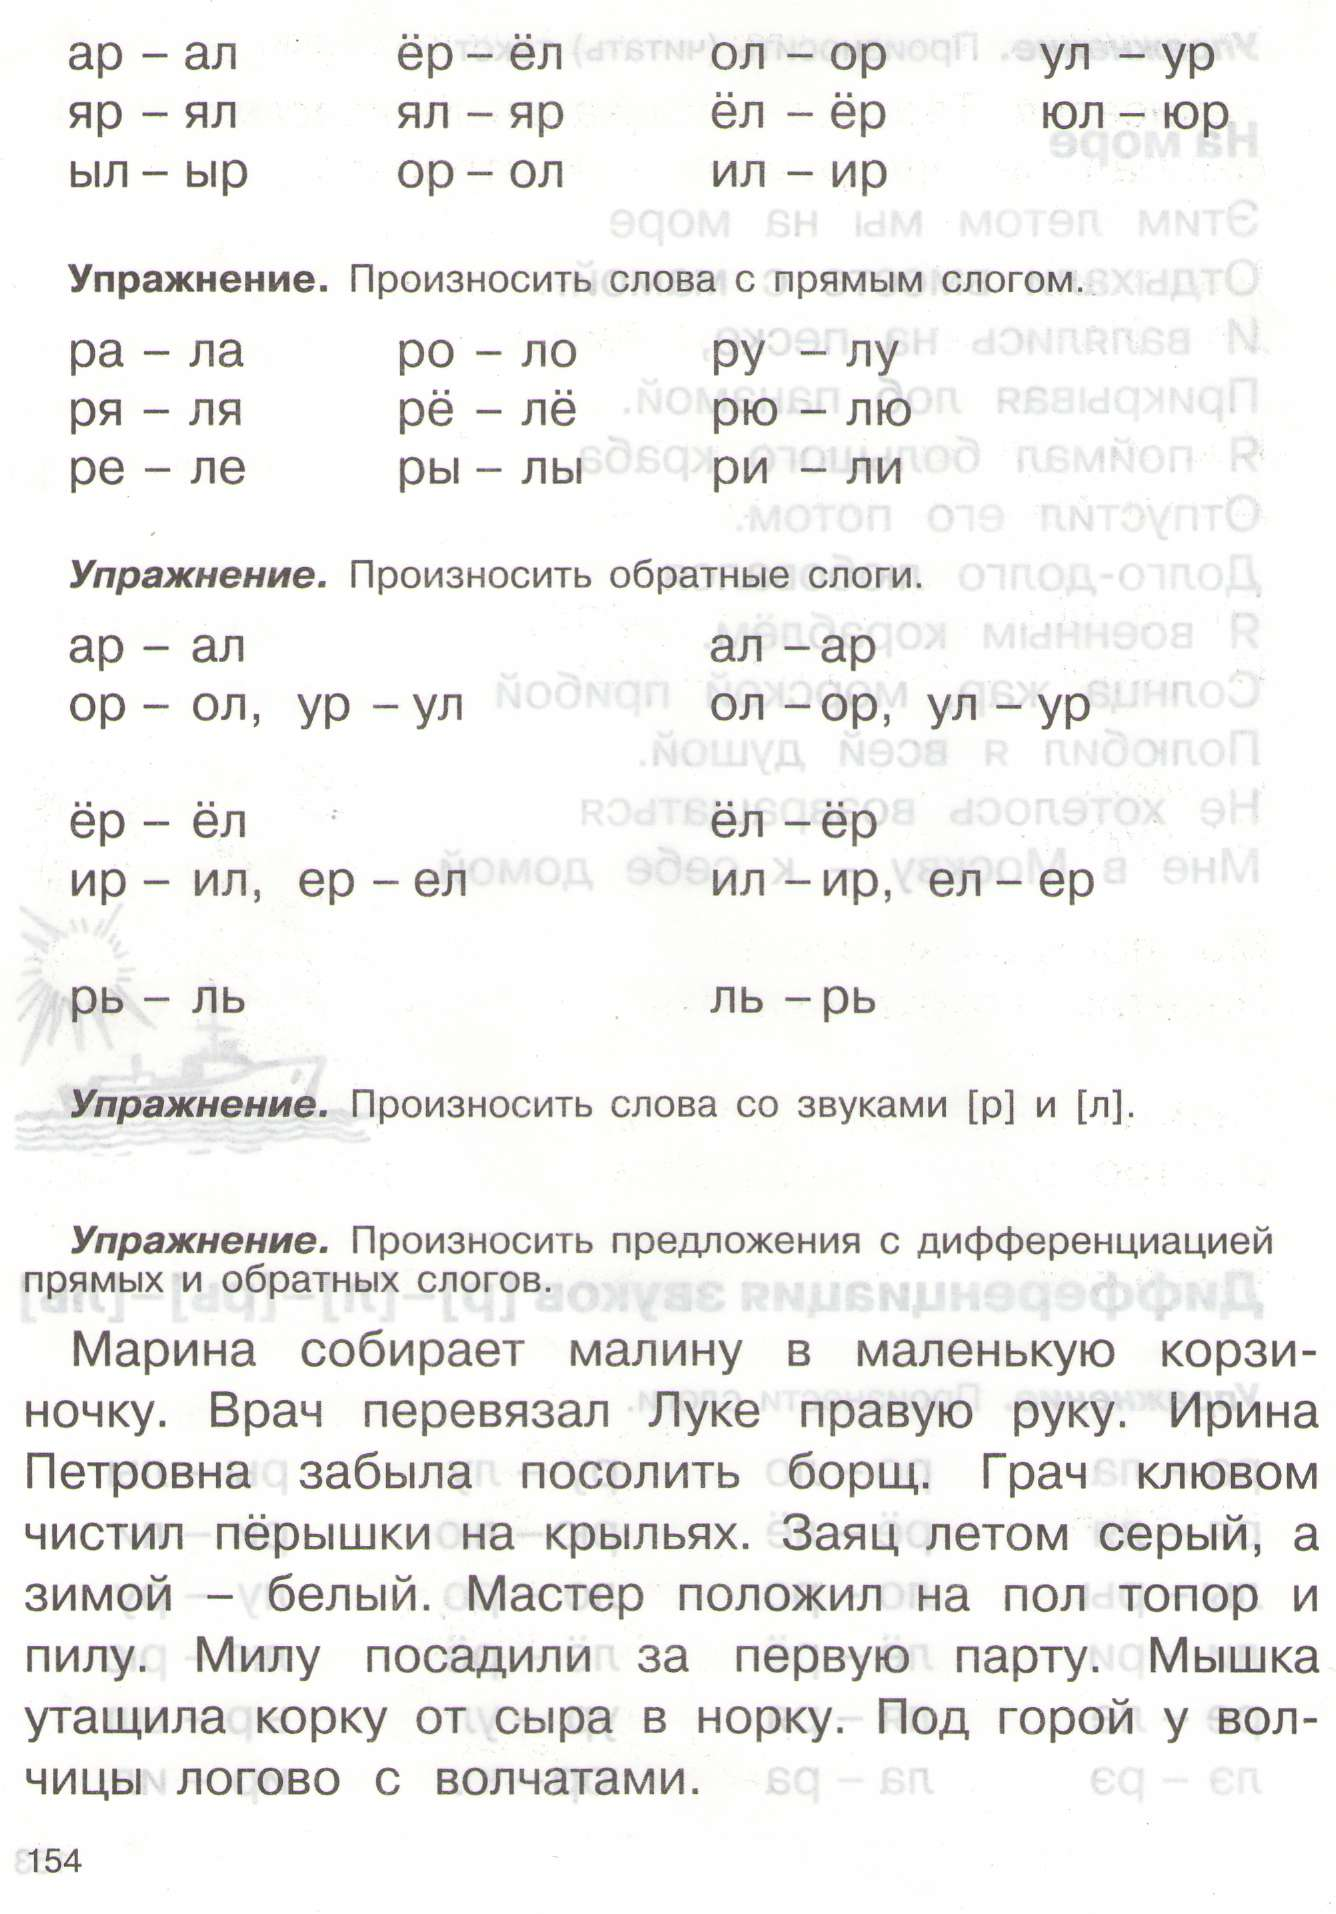 ар – ал ёр – ёл ол – ор ул – ур
яр – ял ял – яр ёл – ёр юл – юр
ыл – ыр ор – ол ил – ир
Упражнение. Произносить слова с прямым слогом.
ра – ла ро – ло ру – лу
ря – ля рё – лё рю – лю
ре – ле ры – лы ри – ли
Упражнение. Произносить обратные слоги.
ар – ал ал – ар
ор – ол, ур – ул ол – ор, ул – ур
ёр – ёл ёл – ёр
ир – ил, ер – ел ил – ир, ел – ер
рь – ль ль – рь
Упражнение. Произносить слова со звуками [р] и [л].
Упражнение. Произносить предложения с дифференциацией
прямых и обратных слогов.
Марина собирает малину в маленькую корзи-
ночку. Врач перевязал Луке правую руку. Ирина
Петровна забыла посолить борщ. Грач клювом
чистил пёрышки на крыльях. Заяц летом серый, а
зимой – белый. Мастер положил на пол топор и
пилу. Милу посадили за первую парту. Мышка
утащила корку от сыра в норку. Под горой у вол-
чицы логово с волчатами.
154